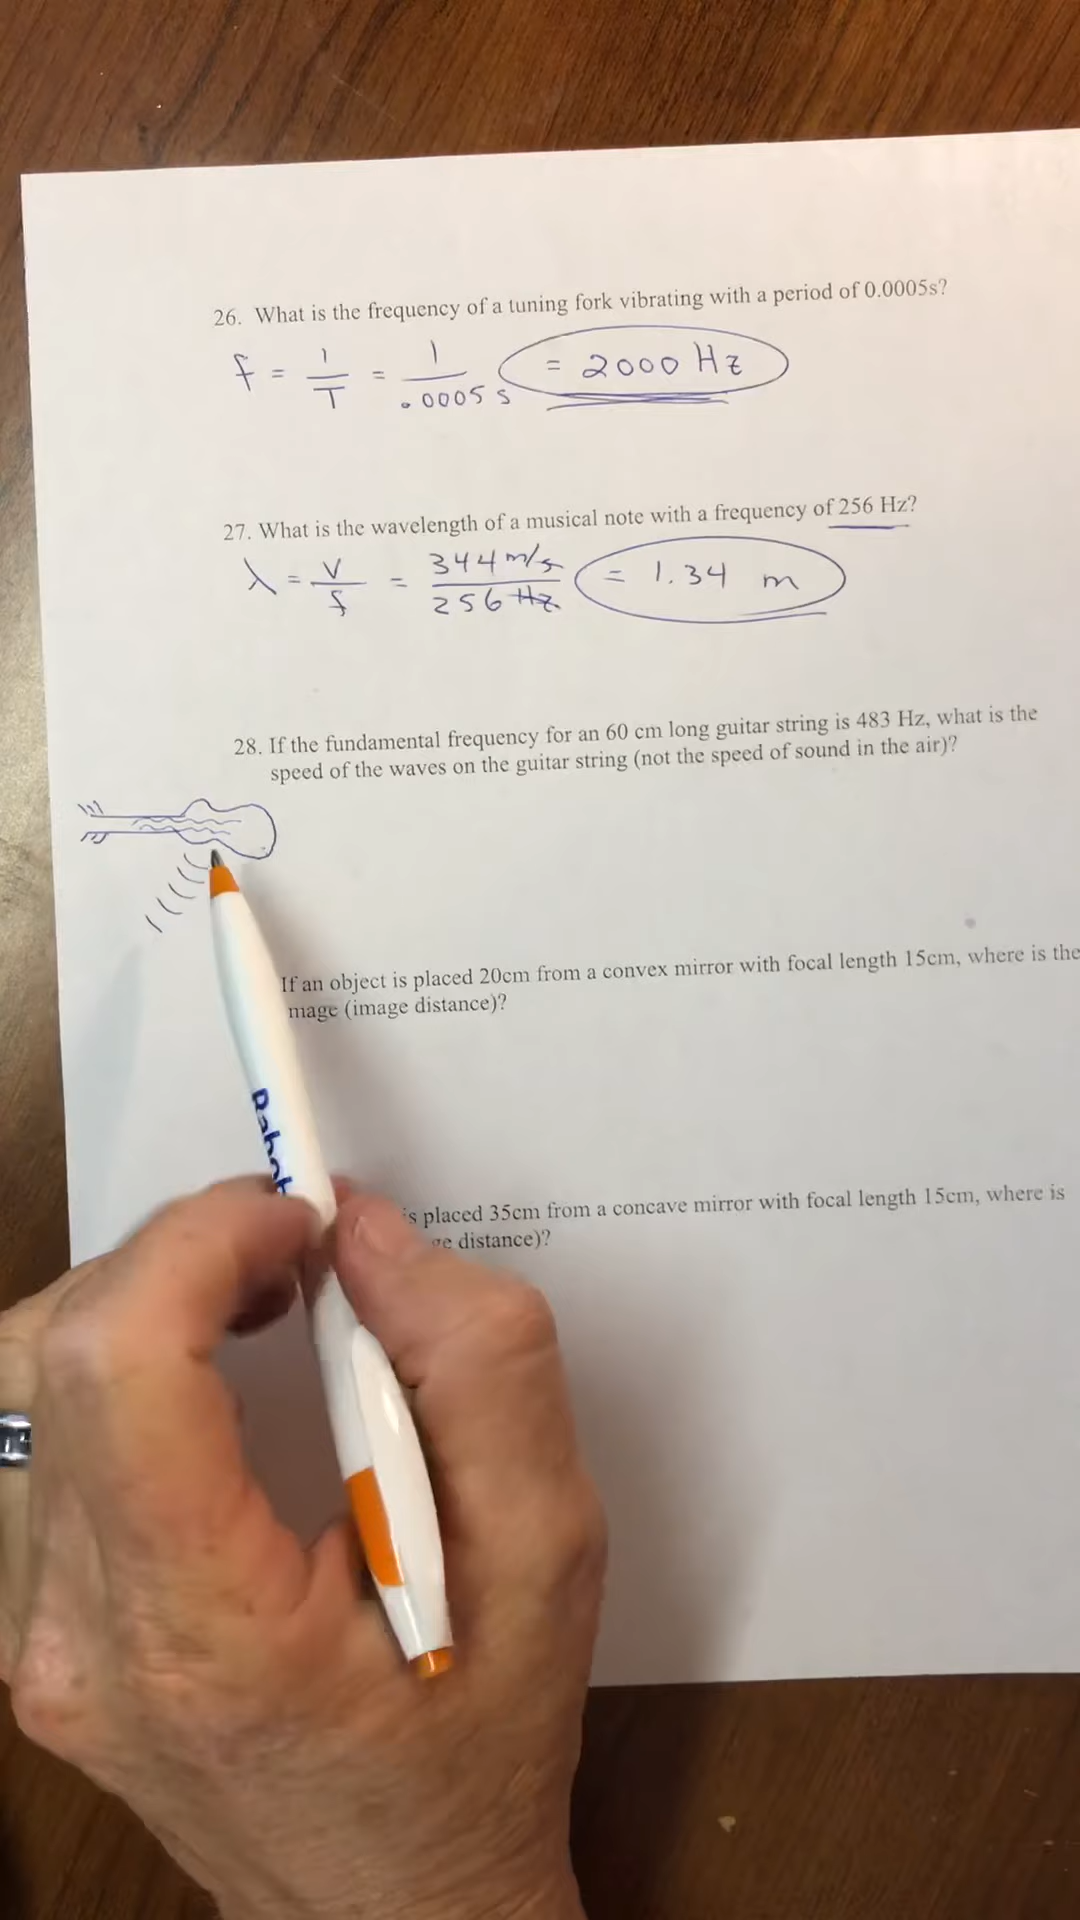 26. What is the frequency of a tuning fork vibrating with a period of 0.0005s?
f = 1/T = 1/.0005 s = 2000 Hz
27. What is the wavelength of a musical note with a frequency of 256 Hz?
λ = v/f = 344 m/s / 256 Hz = 1.34 m
28. If the fundamental frequency for an 60 cm long guitar string is 483 Hz, what is the
speed of the waves on the guitar string (not the speed of sound in the air)?
If an object is placed 20cm from a convex mirror with focal length 15cm, where is the
mage (image distance)?
s placed 35cm from a concave mirror with focal length 15cm, where is
ge distance)?